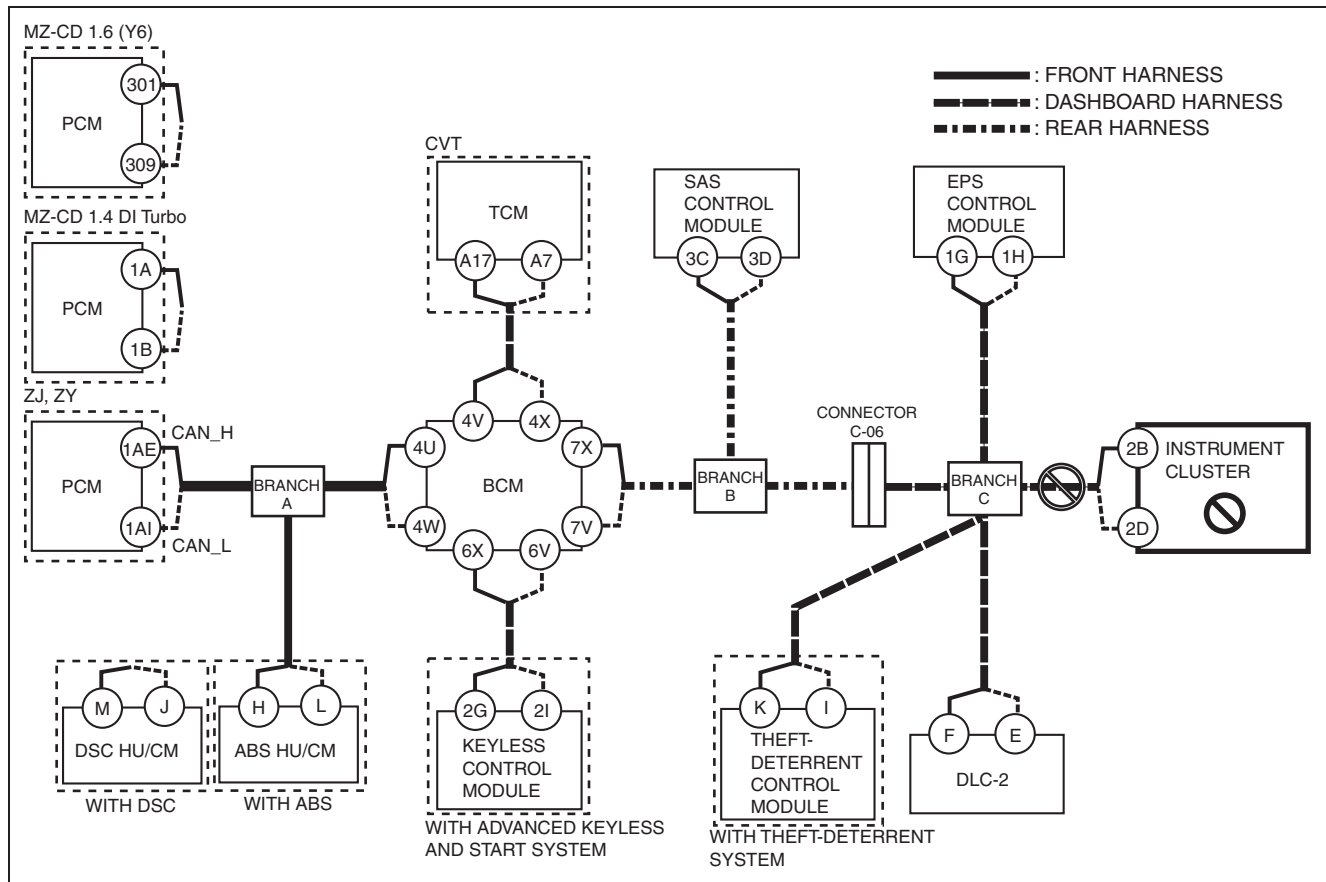 MZ-CD 1.6 (Y6)
PCM
301
309
MZ-CD 1.4 DI Turbo
PCM
1A
1B
ZJ, ZY
PCM
1AE
1AI
CAN_H
CAN_L
BRANCH
A
M
J
DSC HU/CM
WITH DSC
H
L
ABS HU/CM
WITH ABS
CVT
TCM
A17
A7
4V
4X
4U
4W
BCM
7X
7V
6X
6V
2G
2I
KEYLESS
CONTROL
MODULE
WITH ADVANCED KEYLESS
AND START SYSTEM
SAS
CONTROL
MODULE
3C
3D
BRANCH
B
CONNECTOR
C-06
: FRONT HARNESS
: DASHBOARD HARNESS
: REAR HARNESS
EPS
CONTROL
MODULE
1G
1H
BRANCH
C
2B
2D
INSTRUMENT
CLUSTER
K
I
THEFT-
DETERRENT
CONTROL
MODULE
WITH THEFT-DETERRENT
SYSTEM
F
E
DLC-2